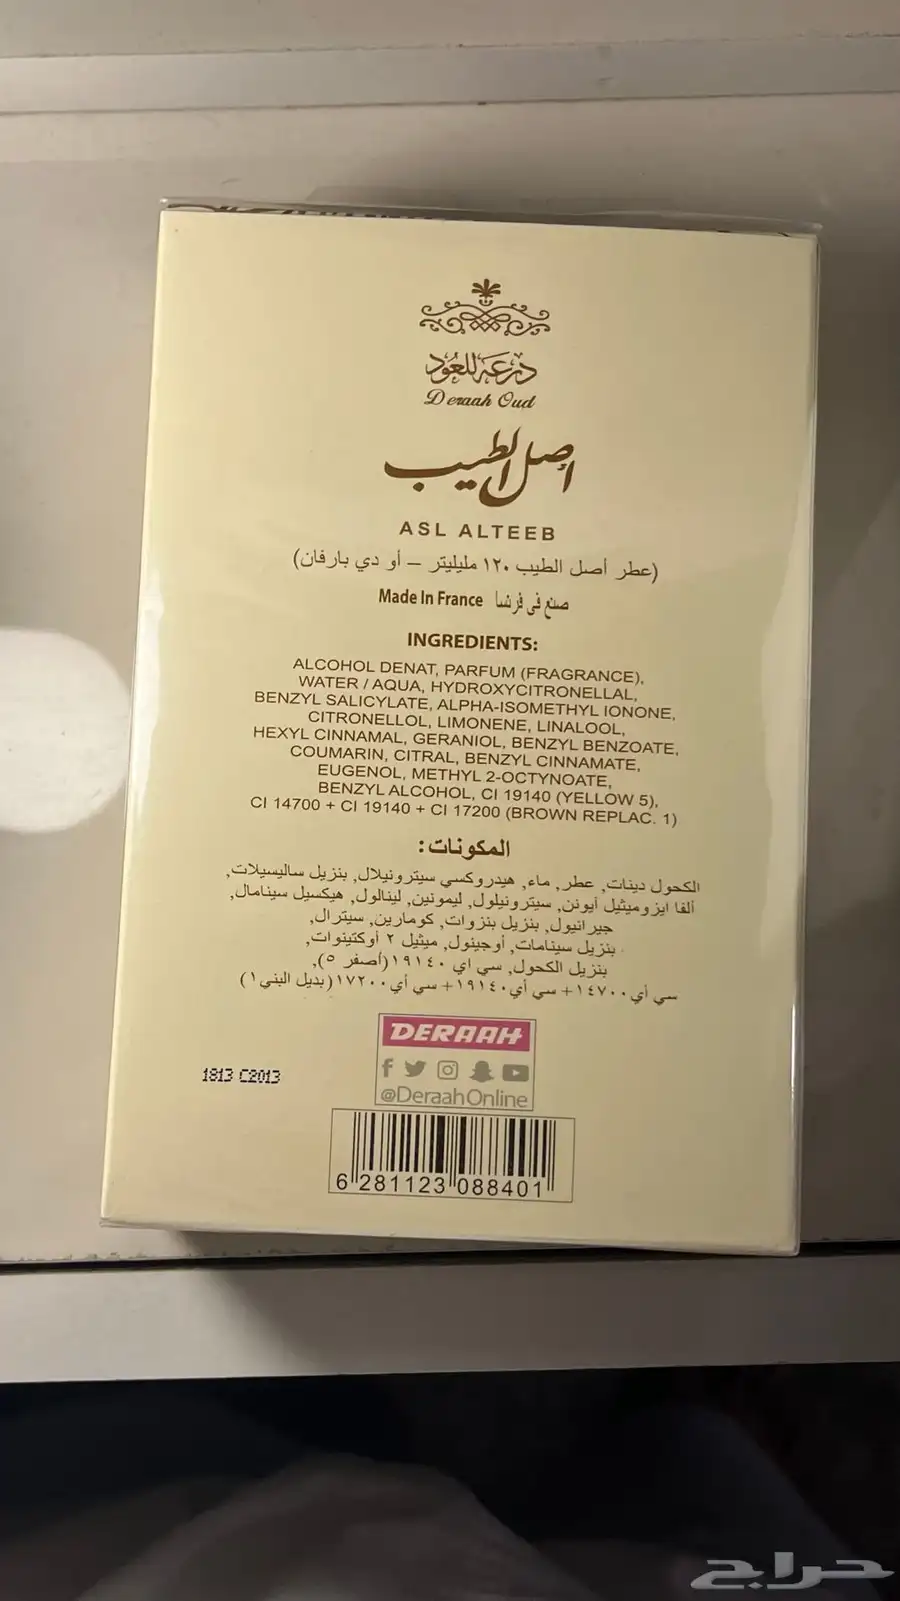 درعه للعود
Deraah Oud
أصل الطيب
ASL ALTEEB
(عطر أصل الطيب ١٢٠ مليليتر – أو دي بارفان)
Made In France صنع في فرنسا
INGREDIENTS:
ALCOHOL DENAT, PARFUM (FRAGRANCE),
WATER / AQUA, HYDROXYCITRONELLAL,
BENZYL SALICYLATE, ALPHA-ISOMETHYL IONONE,
CITRONELLOL, LIMONENE, LINALOOL,
HEXYL CINNAMAL, GERANIOL, BENZYL BENZOATE,
COUMARIN, CITRAL, BENZYL CINNAMATE,
EUGENOL, METHYL 2-OCTYNOATE,
BENZYL ALCOHOL, CI 19140 (YELLOW 5),
CI 14700 + CI 19140 + CI 17200 (BROWN REPLAC. 1)
المكونات:
الكحول دينات, عطر, ماء, هيدروكسي سيترونيلال, بنزيل ساليسيلات,
ألفا ايزوميثيل آيونن, سيترونيلول, ليمونين, لينالول, هيكسيل سينامال,
جيرانيول, بنزيل بنزوات, كومارين, سيترال,
بنزيل سينامات, أوجينول, ميثيل ٢ أوكتينوات,
بنزيل الكحول, سي اي ١٩١٤٠ (أصفر ٥),
سي أي ١٤٧٠٠ + سي أي ١٩١٤٠ + سي أي ١٧٢٠٠ (بديل البني ١)
DERAAH
@DeraahOnline
1813 C2013
6 281123 088401
حراج